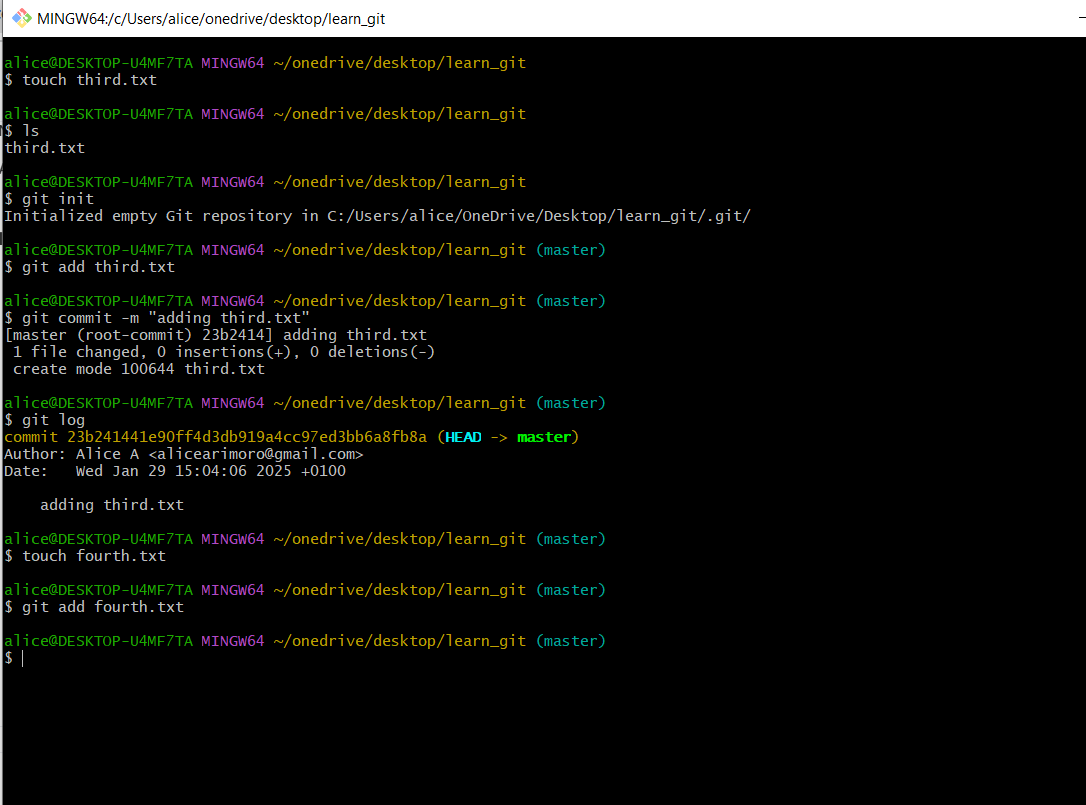 MINGW64:/c/Users/alice/onedrive/desktop/learn_git
alice@DESKTOP-U4MF7TA MINGW64 ~/onedrive/desktop/learn_git
$ touch third.txt
alice@DESKTOP-U4MF7TA MINGW64 ~/onedrive/desktop/learn_git
$ ls
third.txt
alice@DESKTOP-U4MF7TA MINGW64 ~/onedrive/desktop/learn_git
$ git init
Initialized empty Git repository in C:/Users/alice/OneDrive/Desktop/learn_git/.git/
alice@DESKTOP-U4MF7TA MINGW64 ~/onedrive/desktop/learn_git (master)
$ git add third.txt
alice@DESKTOP-U4MF7TA MINGW64 ~/onedrive/desktop/learn_git (master)
$ git commit -m "adding third.txt"
[master (root-commit) 23b2414] adding third.txt
 1 file changed, 0 insertions(+), 0 deletions(-)
 create mode 100644 third.txt
alice@DESKTOP-U4MF7TA MINGW64 ~/onedrive/desktop/learn_git (master)
$ git log
commit 23b241441e90ff4d3db919a4cc97ed3bb6a8fb8a (HEAD -> master)
Author: Alice A <alicearimoro@gmail.com>
Date:   Wed Jan 29 15:04:06 2025 +0100
    adding third.txt
alice@DESKTOP-U4MF7TA MINGW64 ~/onedrive/desktop/learn_git (master)
$ touch fourth.txt
alice@DESKTOP-U4MF7TA MINGW64 ~/onedrive/desktop/learn_git (master)
$ git add fourth.txt
alice@DESKTOP-U4MF7TA MINGW64 ~/onedrive/desktop/learn_git (master)
$